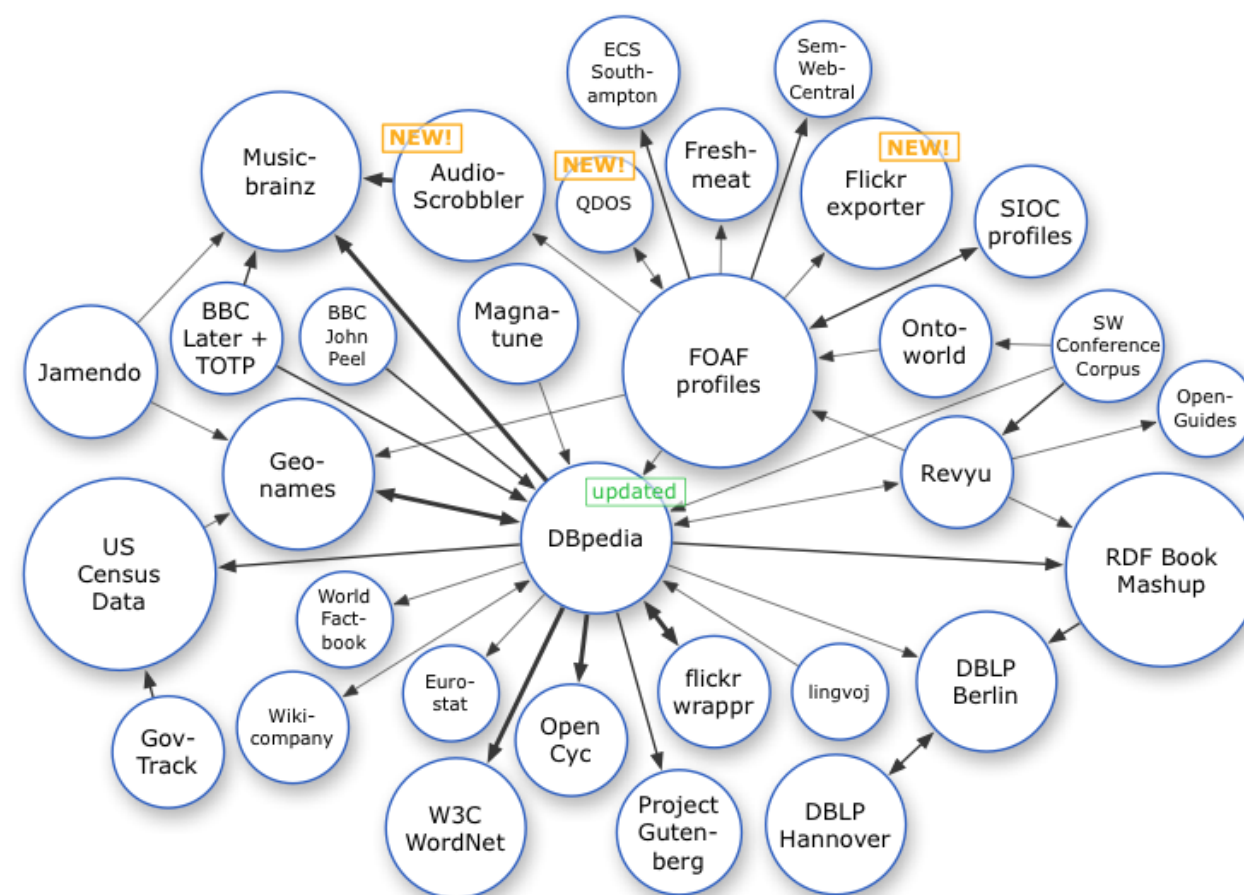 ECS
South-
ampton
Sem-
Web-
Central
NEW!
Music-
brainz
Audio-
Scrobbler
NEW!
QDOS
Fresh-
meat
NEW!
Flickr
exporter
SIOC
profiles
Jamendo
BBC
Later +
TOTP
BBC
John
Peel
Magna-
tune
FOAF
profiles
Onto-
world
SW
Conference
Corpus
Open-
Guides
Geo-
names
Revyu
updated
DBpedia
US
Census
Data
RDF Book
Mashup
World
Fact-
book
Euro-
stat
flickr
wrappr
lingvoj
DBLP
Berlin
Wiki-
company
Gov-
Track
Open
Cyc
W3C
WordNet
Project
Guten-
berg
DBLP
Hannover